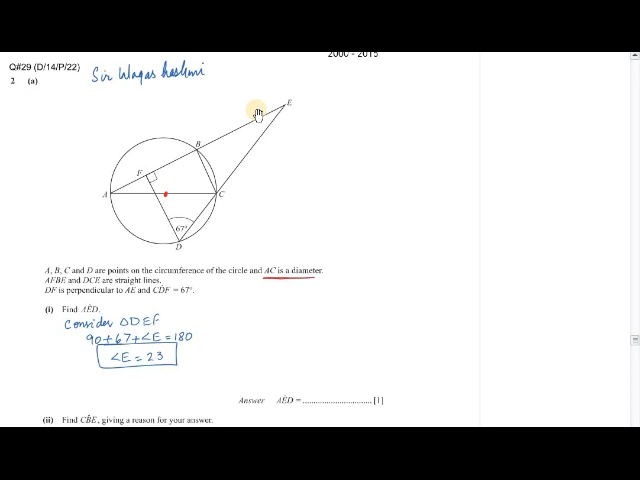 2000 - 2015
Q#29 (D/14/P/22)
Sir Waqas hashmi
2 (a)
E
B
F
A
C
67°
D
A, B, C and D are points on the circumference of the circle and AC is a diameter.
AFBE and DCE are straight lines.
DF is perpendicular to AE and CD̂F = 67°.
(i) Find AÊD.
Consider △DEF
90+67+∠E=180
∠E = 23
Answer AÊD = ................................ [1]
(ii) Find CB̂E, giving a reason for your answer.